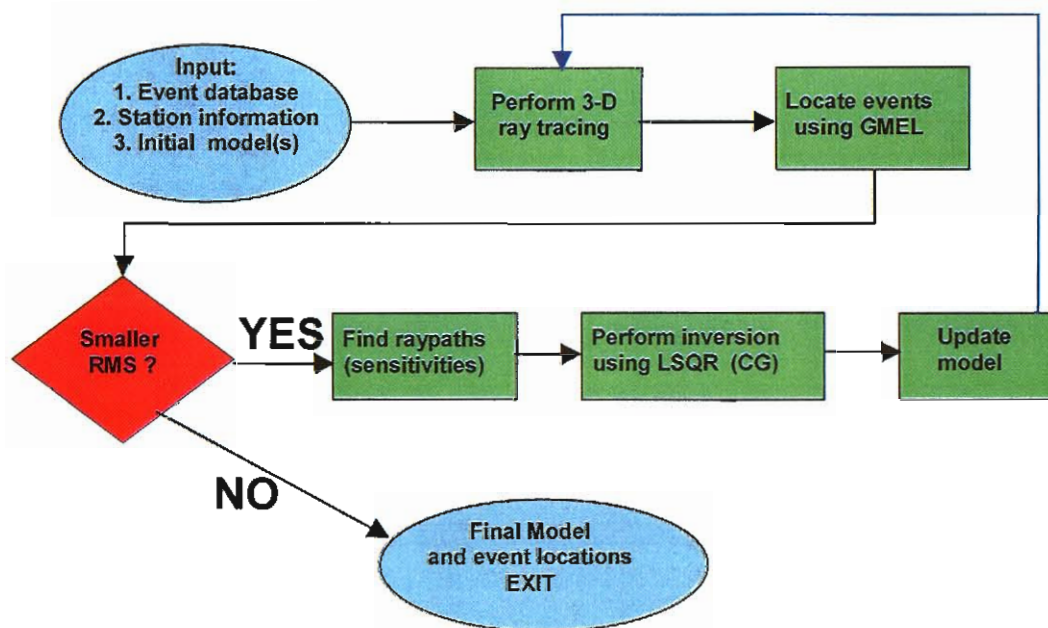 Input:
1. Event database
2. Station information
3. Initial model(s)
Perform 3-D
ray tracing
Locate events
using GMEL
Smaller
RMS ?
YES
Find raypaths
(sensitivities)
Perform inversion
using LSQR (CG)
Update
model
NO
Final Model
and event locations
EXIT